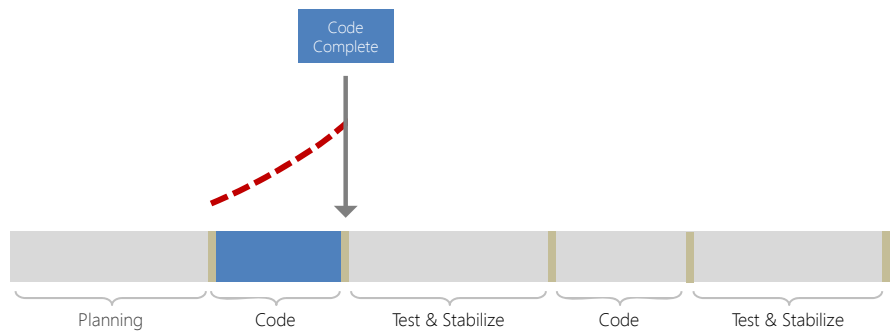 Code
Complete
Planning
Code
Test & Stabilize
Code
Test & Stabilize